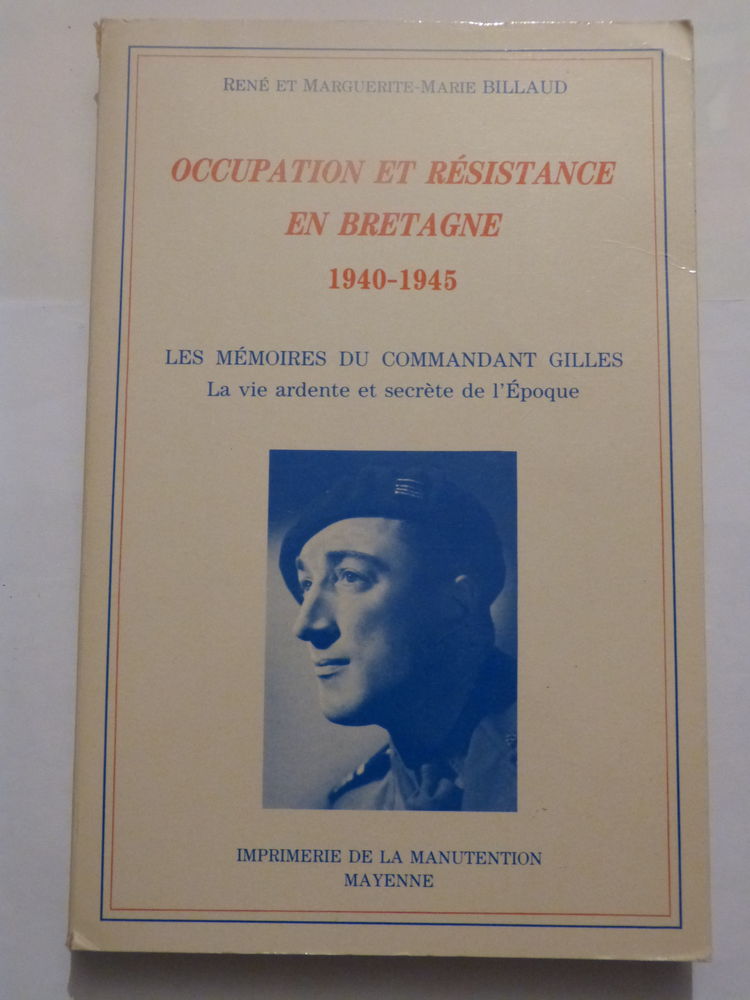 RENÉ ET MARGUERITE-MARIE BILLAUD
OCCUPATION ET RÉSISTANCE
EN BRETAGNE
1940-1945
LES MÉMOIRES DU COMMANDANT GILLES
La vie ardente et secrète de l'Époque
IMPRIMERIE DE LA MANUTENTION
MAYENNE